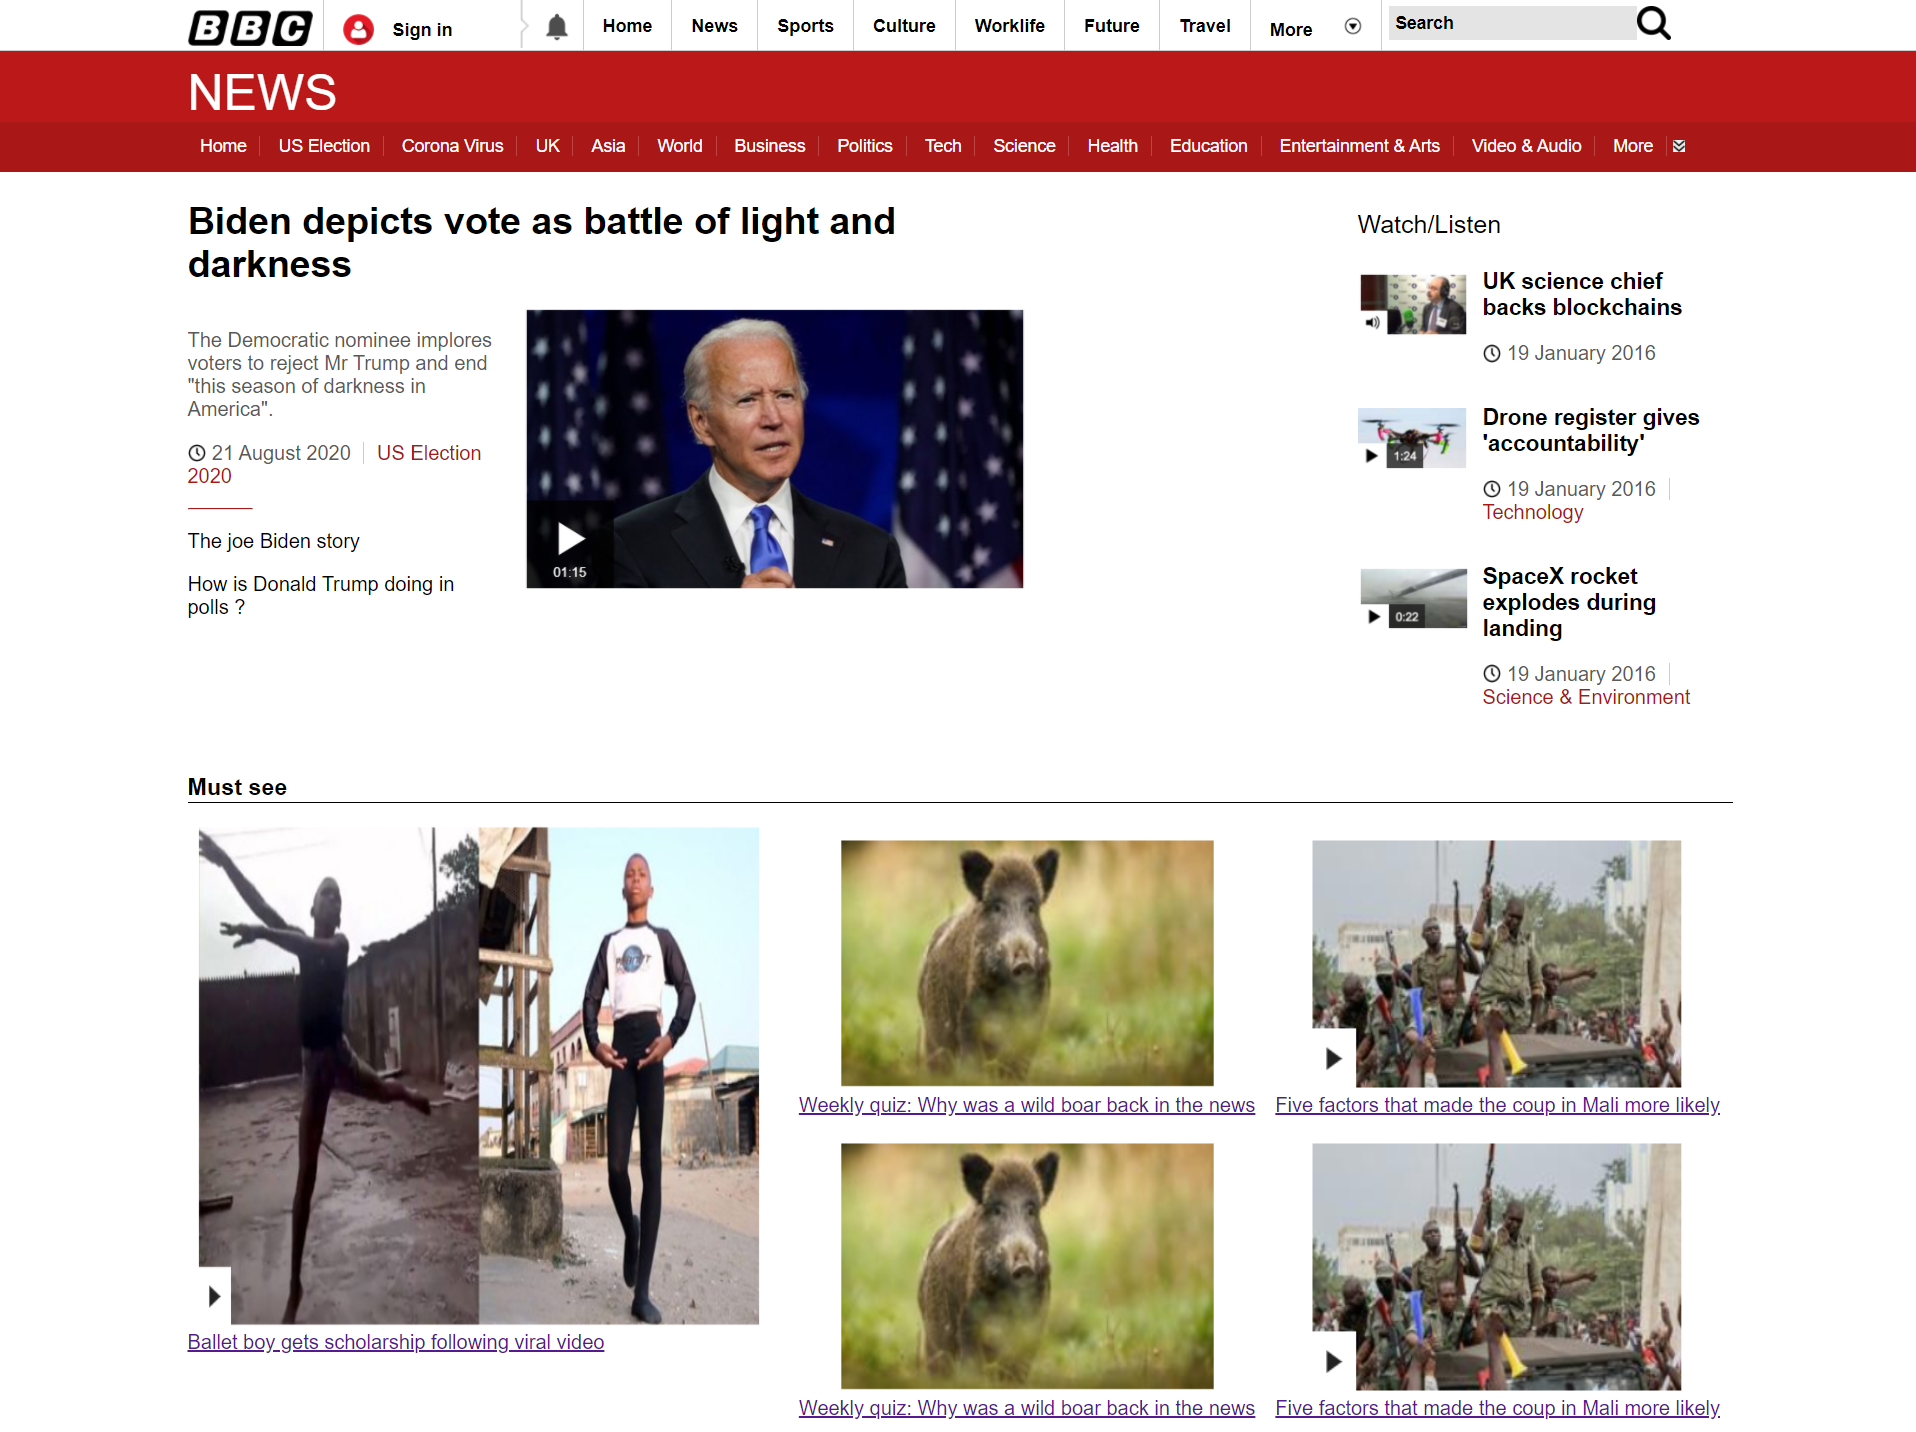 BBC
Sign in
Home
News
Sports
Culture
Worklife
Future
Travel
More
Search
NEWS
Home
US Election
Corona Virus
UK
Asia
World
Business
Politics
Tech
Science
Health
Education
Entertainment & Arts
Video & Audio
More
Biden depicts vote as battle of light and
darkness
The Democratic nominee implores
voters to reject Mr Trump and end
"this season of darkness in
America".
21 August 2020
US Election
2020
The joe Biden story
How is Donald Trump doing in
polls ?
01:15
Watch/Listen
UK science chief
backs blockchains
19 January 2016
1:24
Drone register gives
'accountability'
19 January 2016
Technology
0:22
SpaceX rocket
explodes during
landing
19 January 2016
Science & Environment
Must see
Ballet boy gets scholarship following viral video
Weekly quiz: Why was a wild boar back in the news
Five factors that made the coup in Mali more likely
Weekly quiz: Why was a wild boar back in the news
Five factors that made the coup in Mali more likely